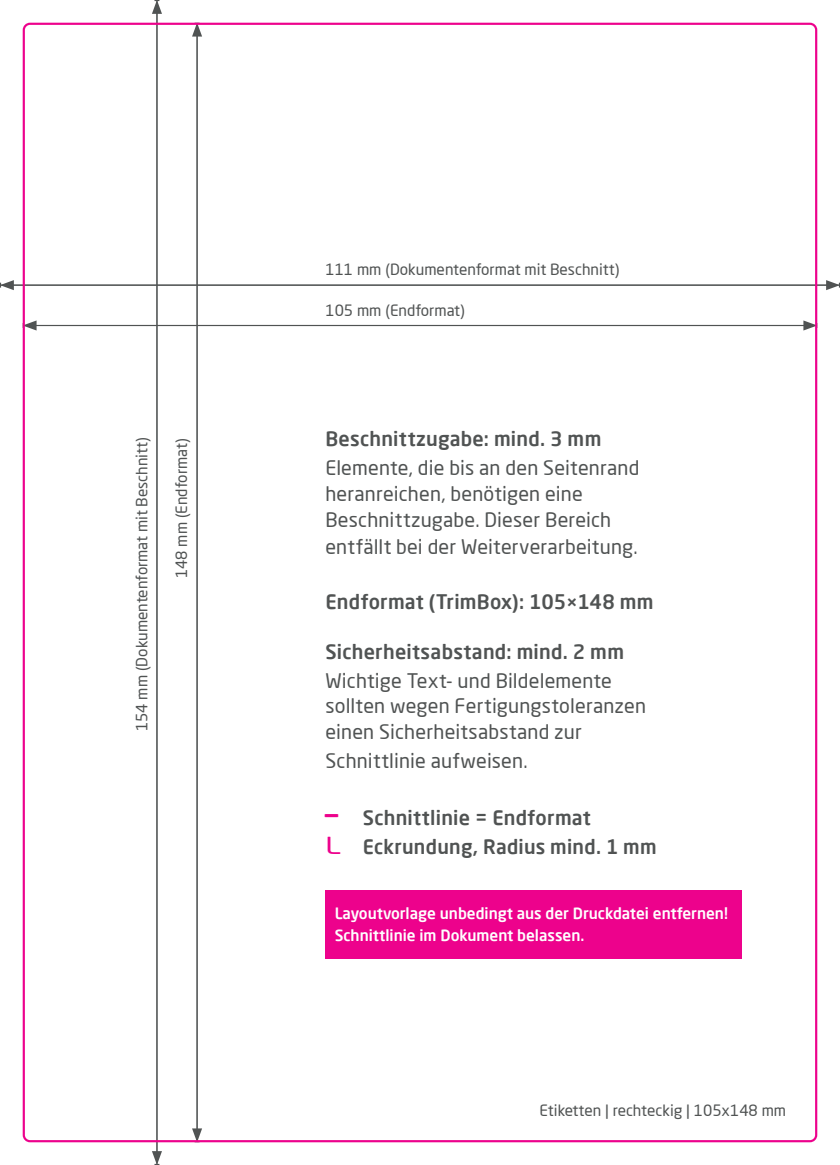 111 mm (Dokumentenformat mit Beschnitt)
105 mm (Endformat)
154 mm (Dokumentenformat mit Beschnitt)
148 mm (Endformat)
Beschnittzugabe: mind. 3 mm
Elemente, die bis an den Seitenrand
heranreichen, benötigen eine
Beschnittzugabe. Dieser Bereich
entfällt bei der Weiterverarbeitung.
Endformat (TrimBox): 105×148 mm
Sicherheitsabstand: mind. 2 mm
Wichtige Text- und Bildelemente
sollten wegen Fertigungstoleranzen
einen Sicherheitsabstand zur
Schnittlinie aufweisen.
Schnittlinie = Endformat
Eckrundung, Radius mind. 1 mm
Layoutvorlage unbedingt aus der Druckdatei entfernen!
Schnittlinie im Dokument belassen.
Etiketten | rechteckig | 105x148 mm